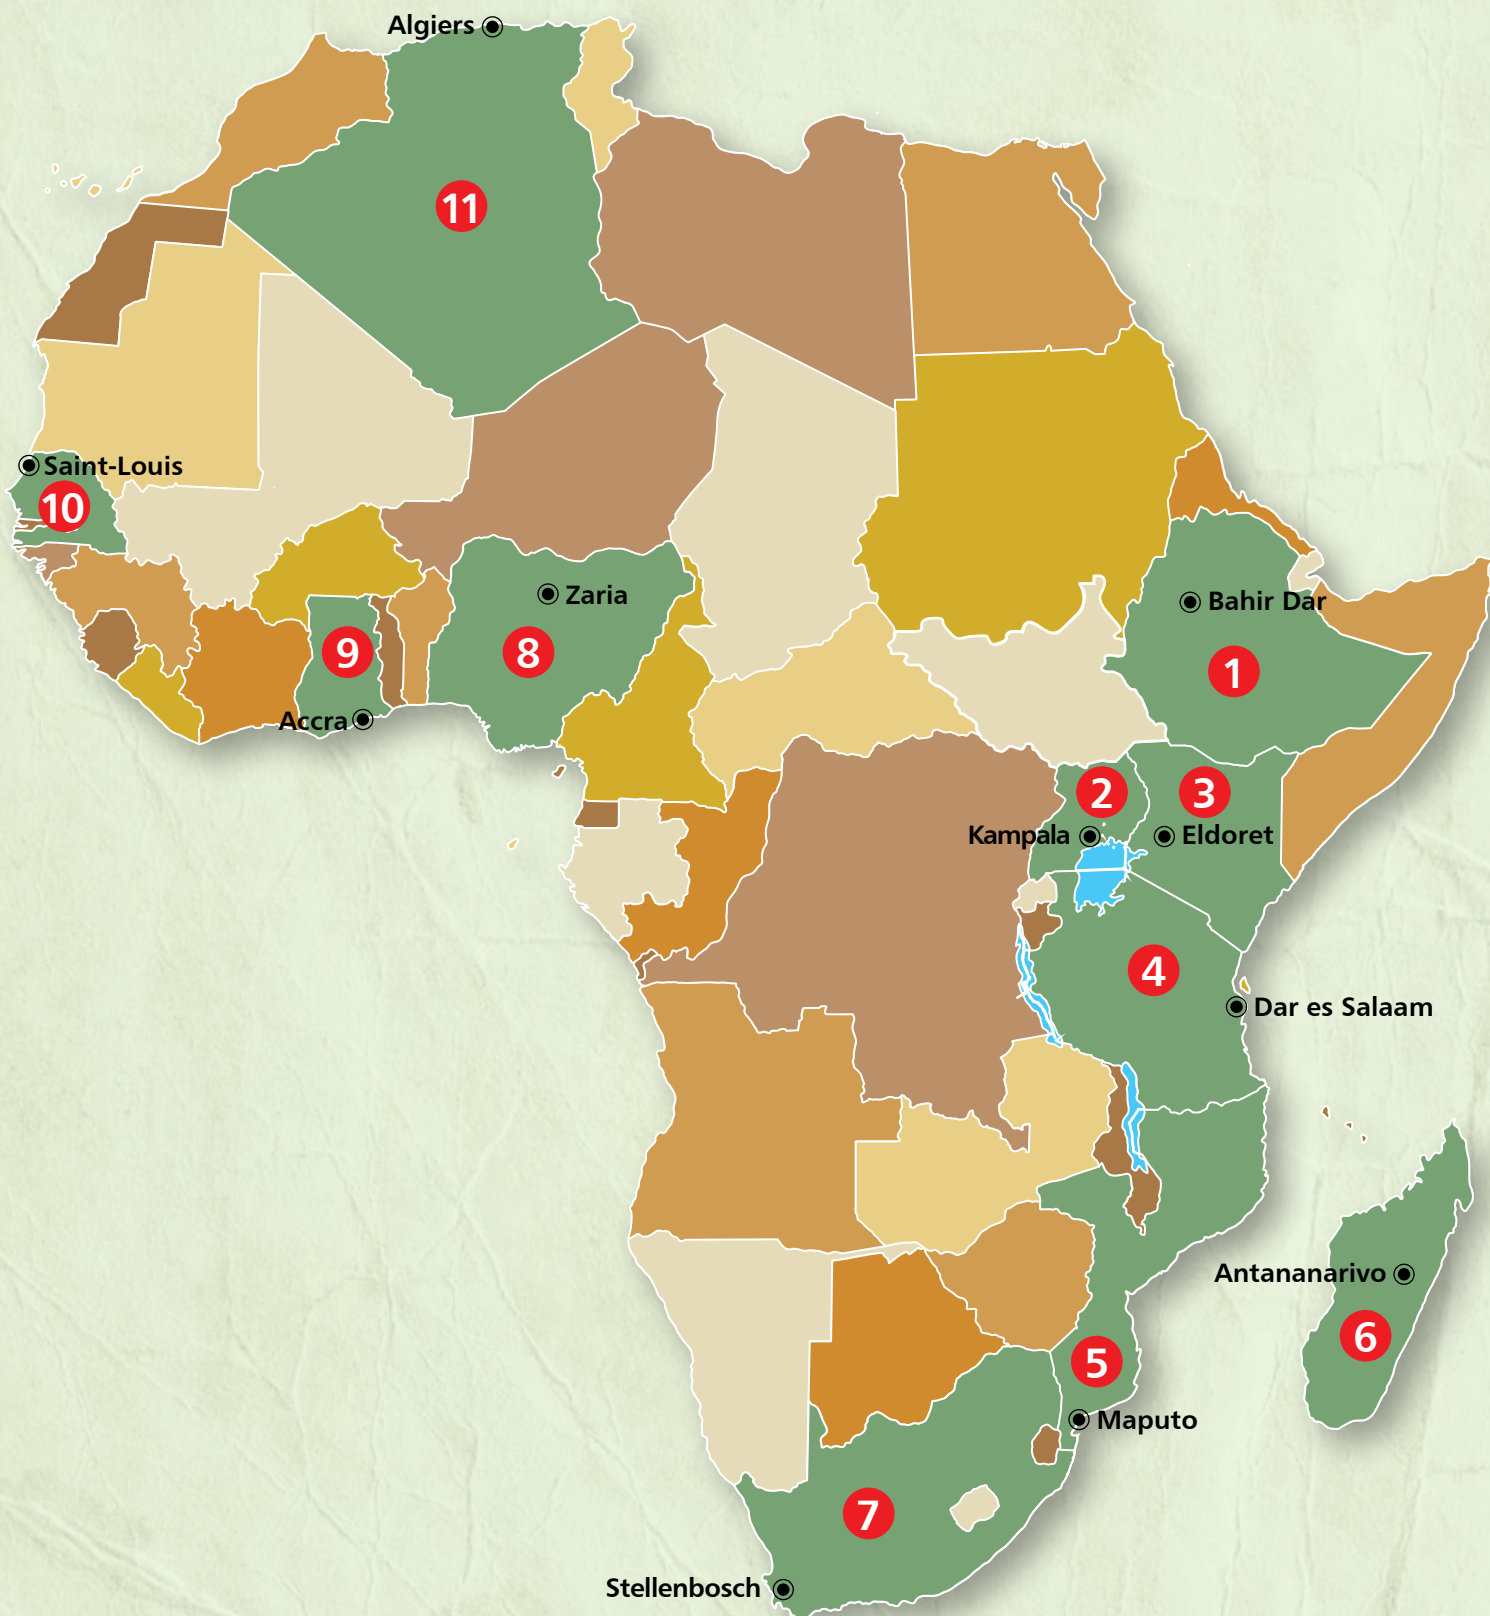 Algiers
11
Saint-Louis
10
Zaria
Bahir Dar
9
8
1
Accra
2
3
Kampala
Eldoret
4
Dar es Salaam
Antananarivo
6
5
Maputo
7
Stellenbosch